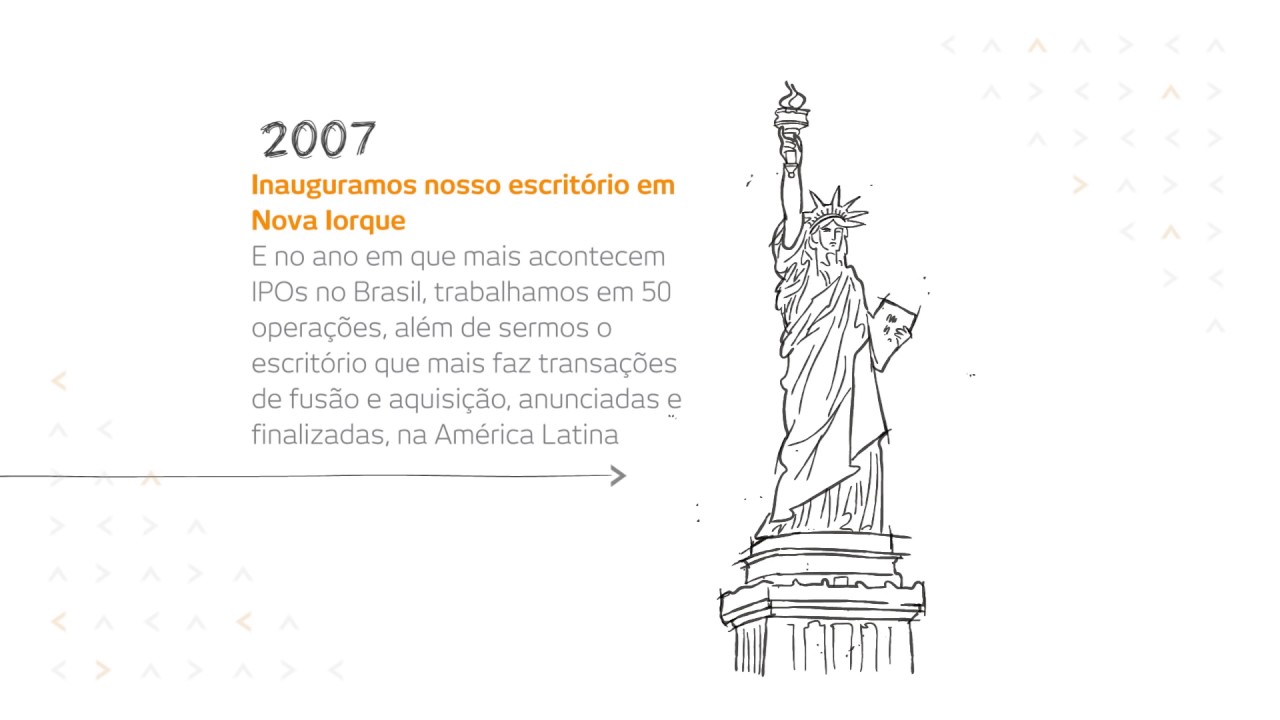 2007
Inauguramos nosso escritório em
Nova Iorque
E no ano em que mais acontecem
IPOs no Brasil, trabalhamos em 50
operações, além de sermos o
escritório que mais faz transações
de fusão e aquisição, anunciadas e
finalizadas, na América Latina